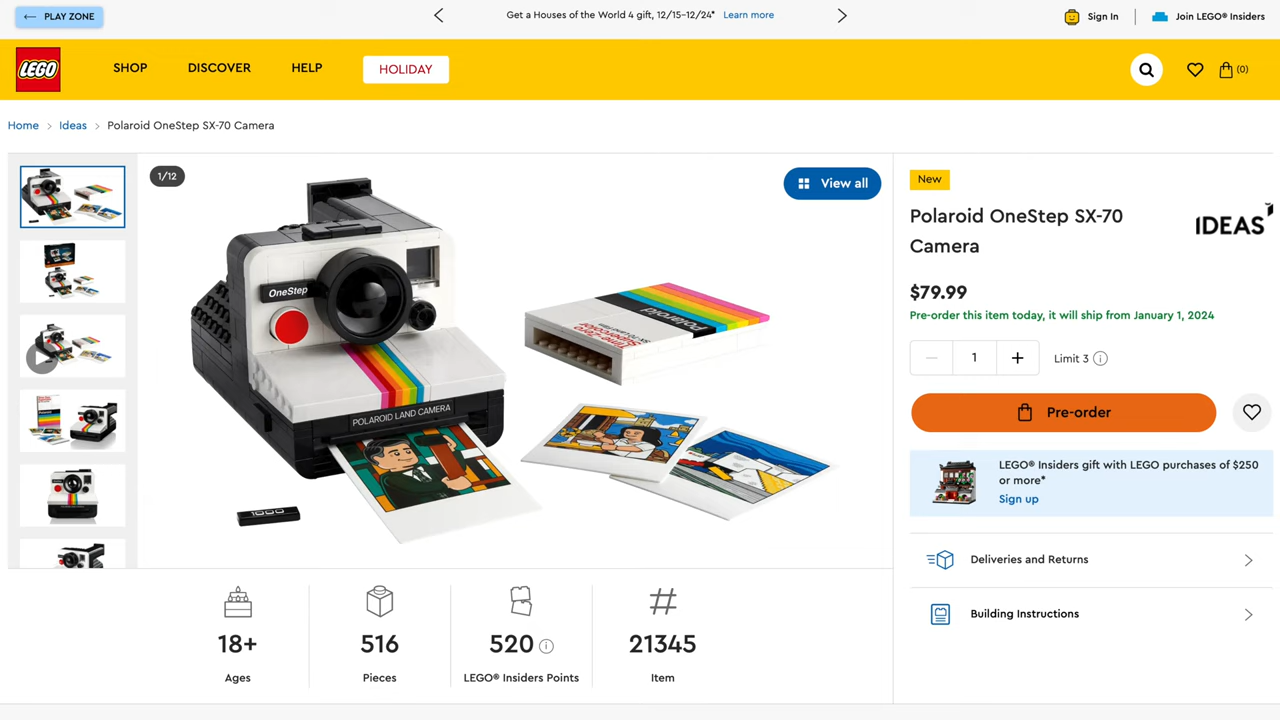 PLAY ZONE
Get a Houses of the World 4 gift, 12/15–12/24* Learn more
Sign In
Join LEGO® Insiders
LEGO
SHOP
DISCOVER
HELP
HOLIDAY
(0)
Home > Ideas > Polaroid OneStep SX-70 Camera
1/12
View all
OneStep
POLAROID LAND CAMERA
1000
Polaroid
New
Polaroid OneStep SX-70
Camera
IDEAS
$79.99
Pre-order this item today, it will ship from January 1, 2024
1
Limit 3
Pre-order
LEGO® Insiders gift with LEGO purchases of $250
or more*
Sign up
Deliveries and Returns
Building Instructions
18+
Ages
516
Pieces
520
LEGO® Insiders Points
21345
Item